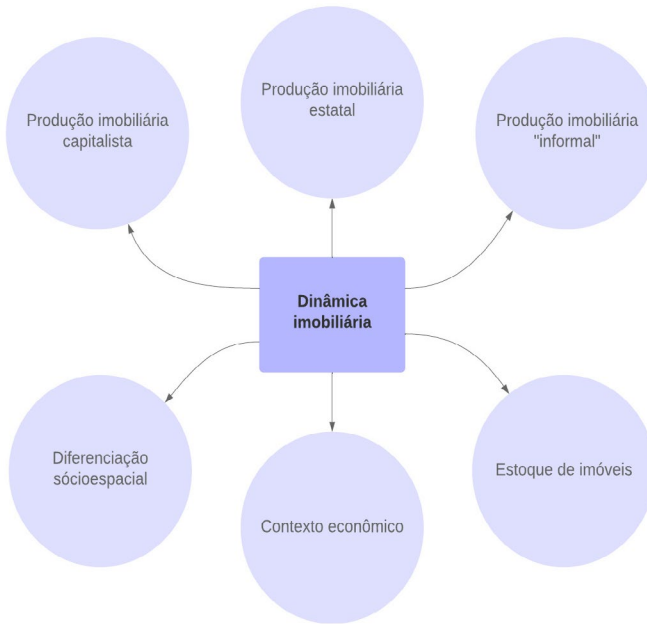 Produção imobiliária
capitalista
Produção imobiliária
estatal
Produção imobiliária
"informal"
Dinâmica
imobiliária
Diferenciação
sócioespacial
Contexto econômico
Estoque de imóveis